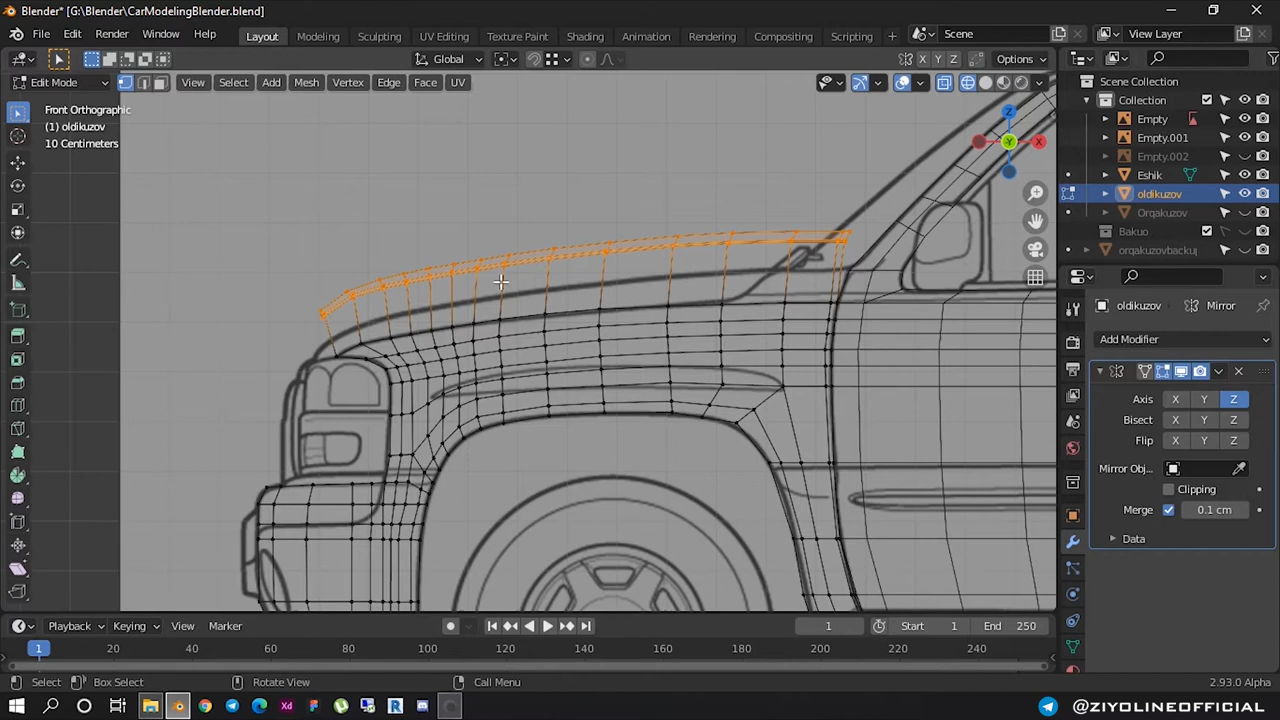 * Blender* [G:\Blender\CarModelingBlender.blend]
File Edit Render Window Help Layout Modeling Sculpting UV Editing Texture Paint Shading Animation Rendering Compositing Scripting + Scene View Layer
Global Options
X Y Z
Edit Mode View Select Add Mesh Vertex Edge Face UV
Front Orthographic
(1) oldikuzov
10 Centimeters
Z
Y
X
Scene Collection
Collection
Empty
Empty.001
Empty.002
Eshik
oldikuzov
Orqakuzov
Bakuo
orqakuzovbackuj
oldikuzov Mirror
Add Modifier
Axis X Y Z
Bisect X Y Z
Flip X Y Z
Mirror Obj..
Clipping
Merge 0.1 cm
Data
Playback Keying View Marker 1 Start 1 End 250
1 20 40 60 80 100 120 140 160 180 200 220 240
Select Box Select Rotate View Call Menu 2.93.0 Alpha
@ZIYOLINEOFFICIAL